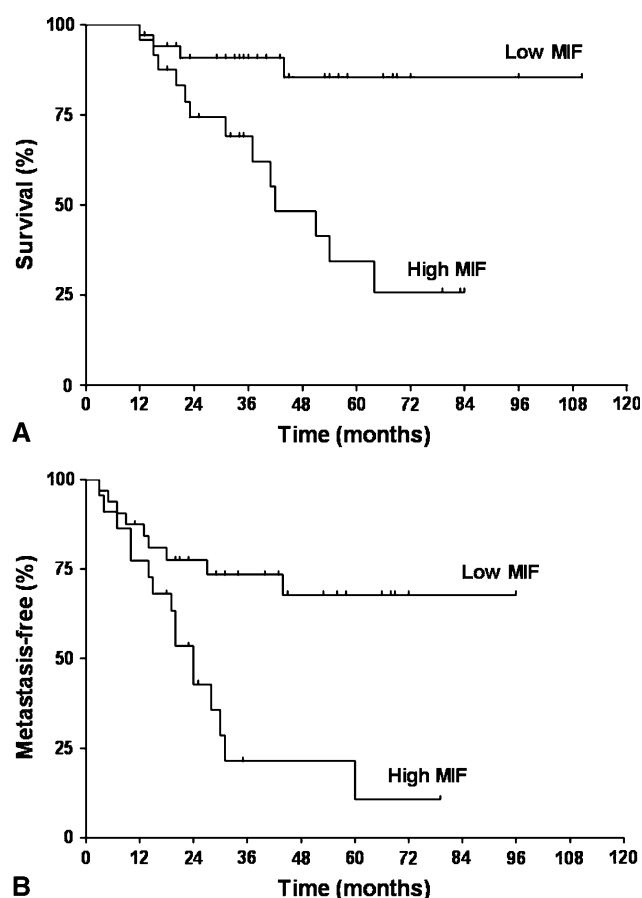 100
75
50
25
0
Survival (%)
Low MIF
High MIF
0 12 24 36 48 60 72 84 96 108 120
Time (months)
A
100
75
50
25
0
Metastasis-free (%)
Low MIF
High MIF
0 12 24 36 48 60 72 84 96 108 120
Time (months)
B